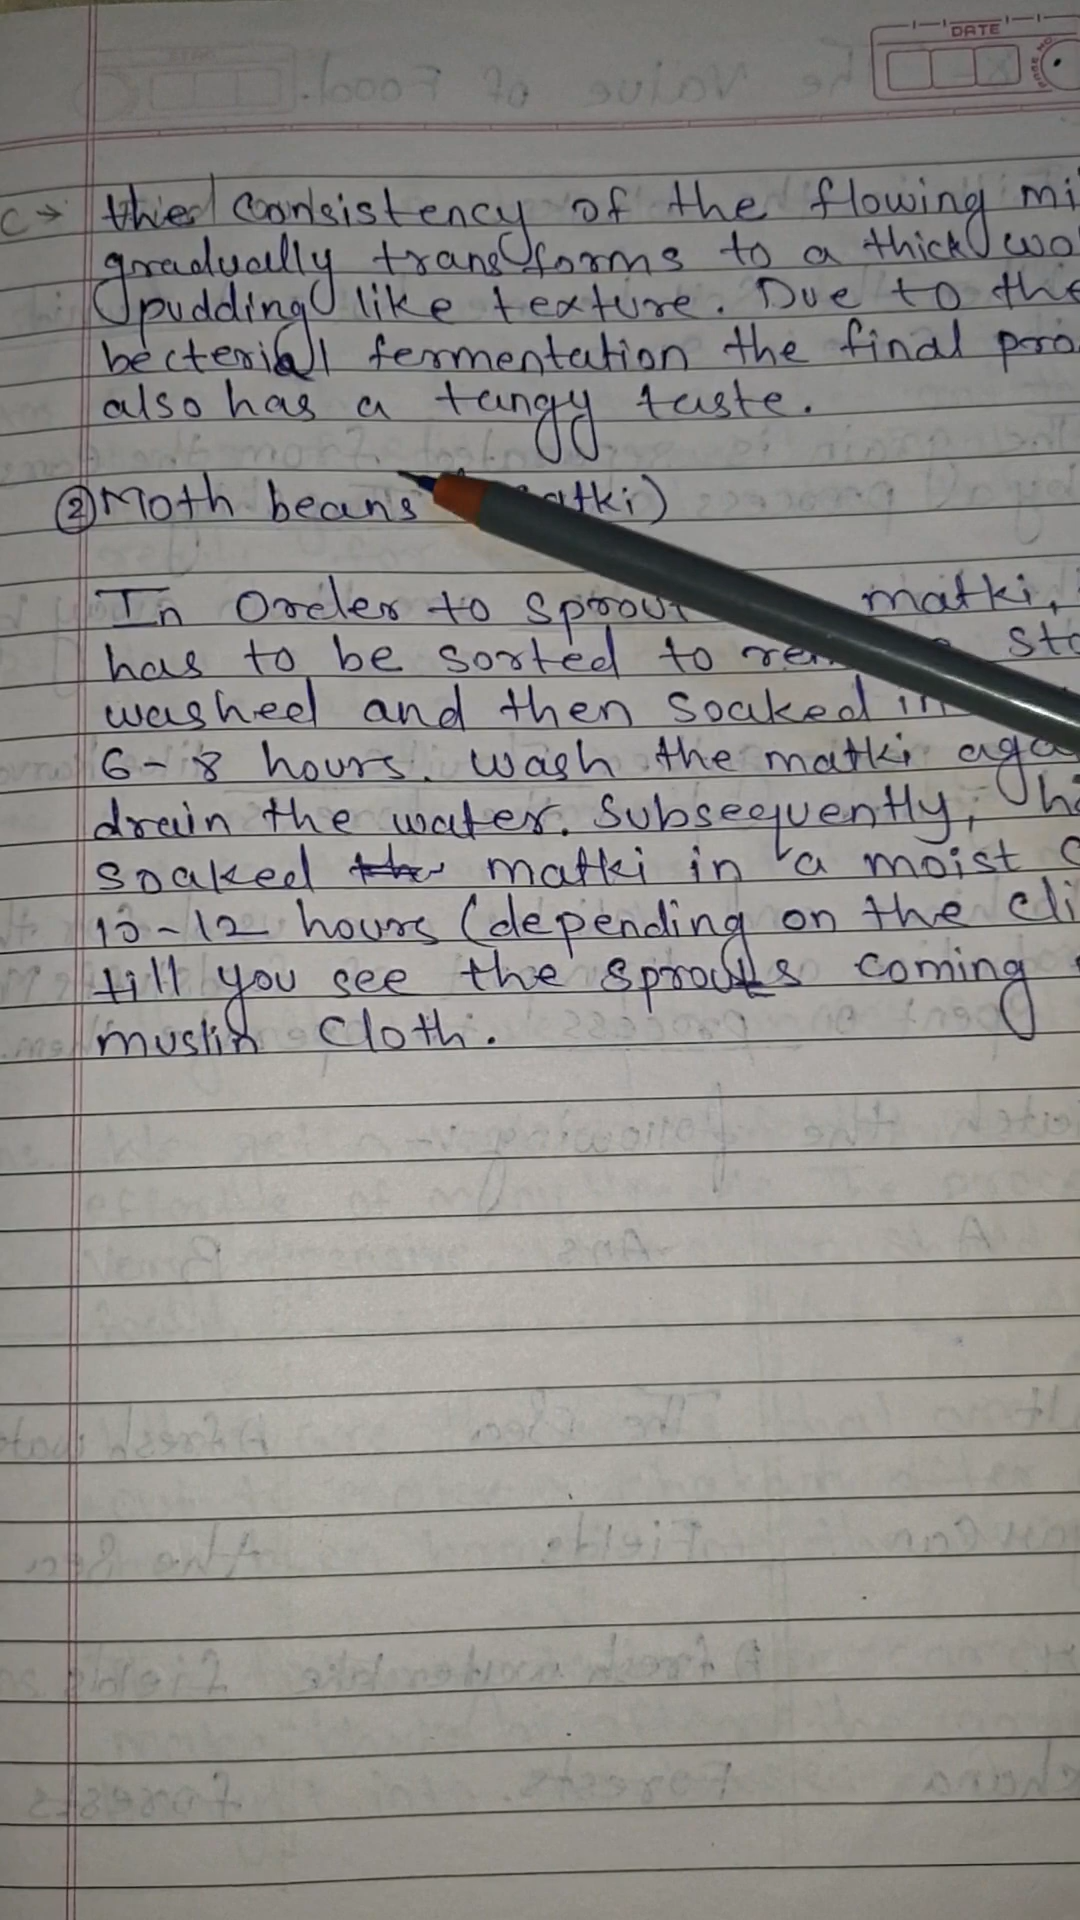 DATE
c → the consistency of the flowing
gradually transforms to a thick
pudding like texture. Due to the
becterial fermentation the final
also has a tangy taste.
② Moth beans
In Order to sprout matki,
has to be sorted to
washed and then soaked in
6-8 hours. wash the matki
drain the water. Subsequently,
soaked matki in a moist
10-12 hours (depending on the
till you see the sprouts coming
muslin cloth.